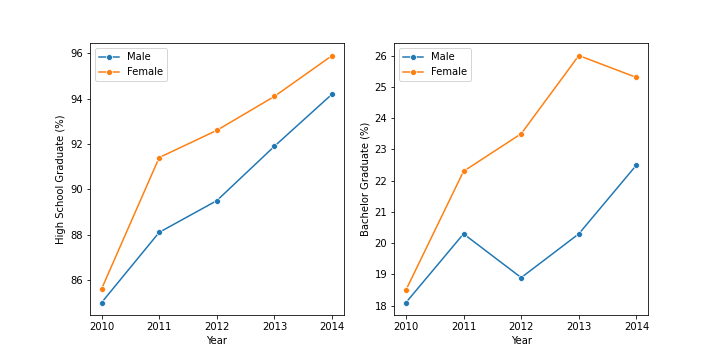 Male
Female
High School Graduate (%)
96
94
92
90
88
86
2010 2011 2012 2013 2014
Year
Male
Female
Bachelor Graduate (%)
26
25
24
23
22
21
20
19
18
2010 2011 2012 2013 2014
Year